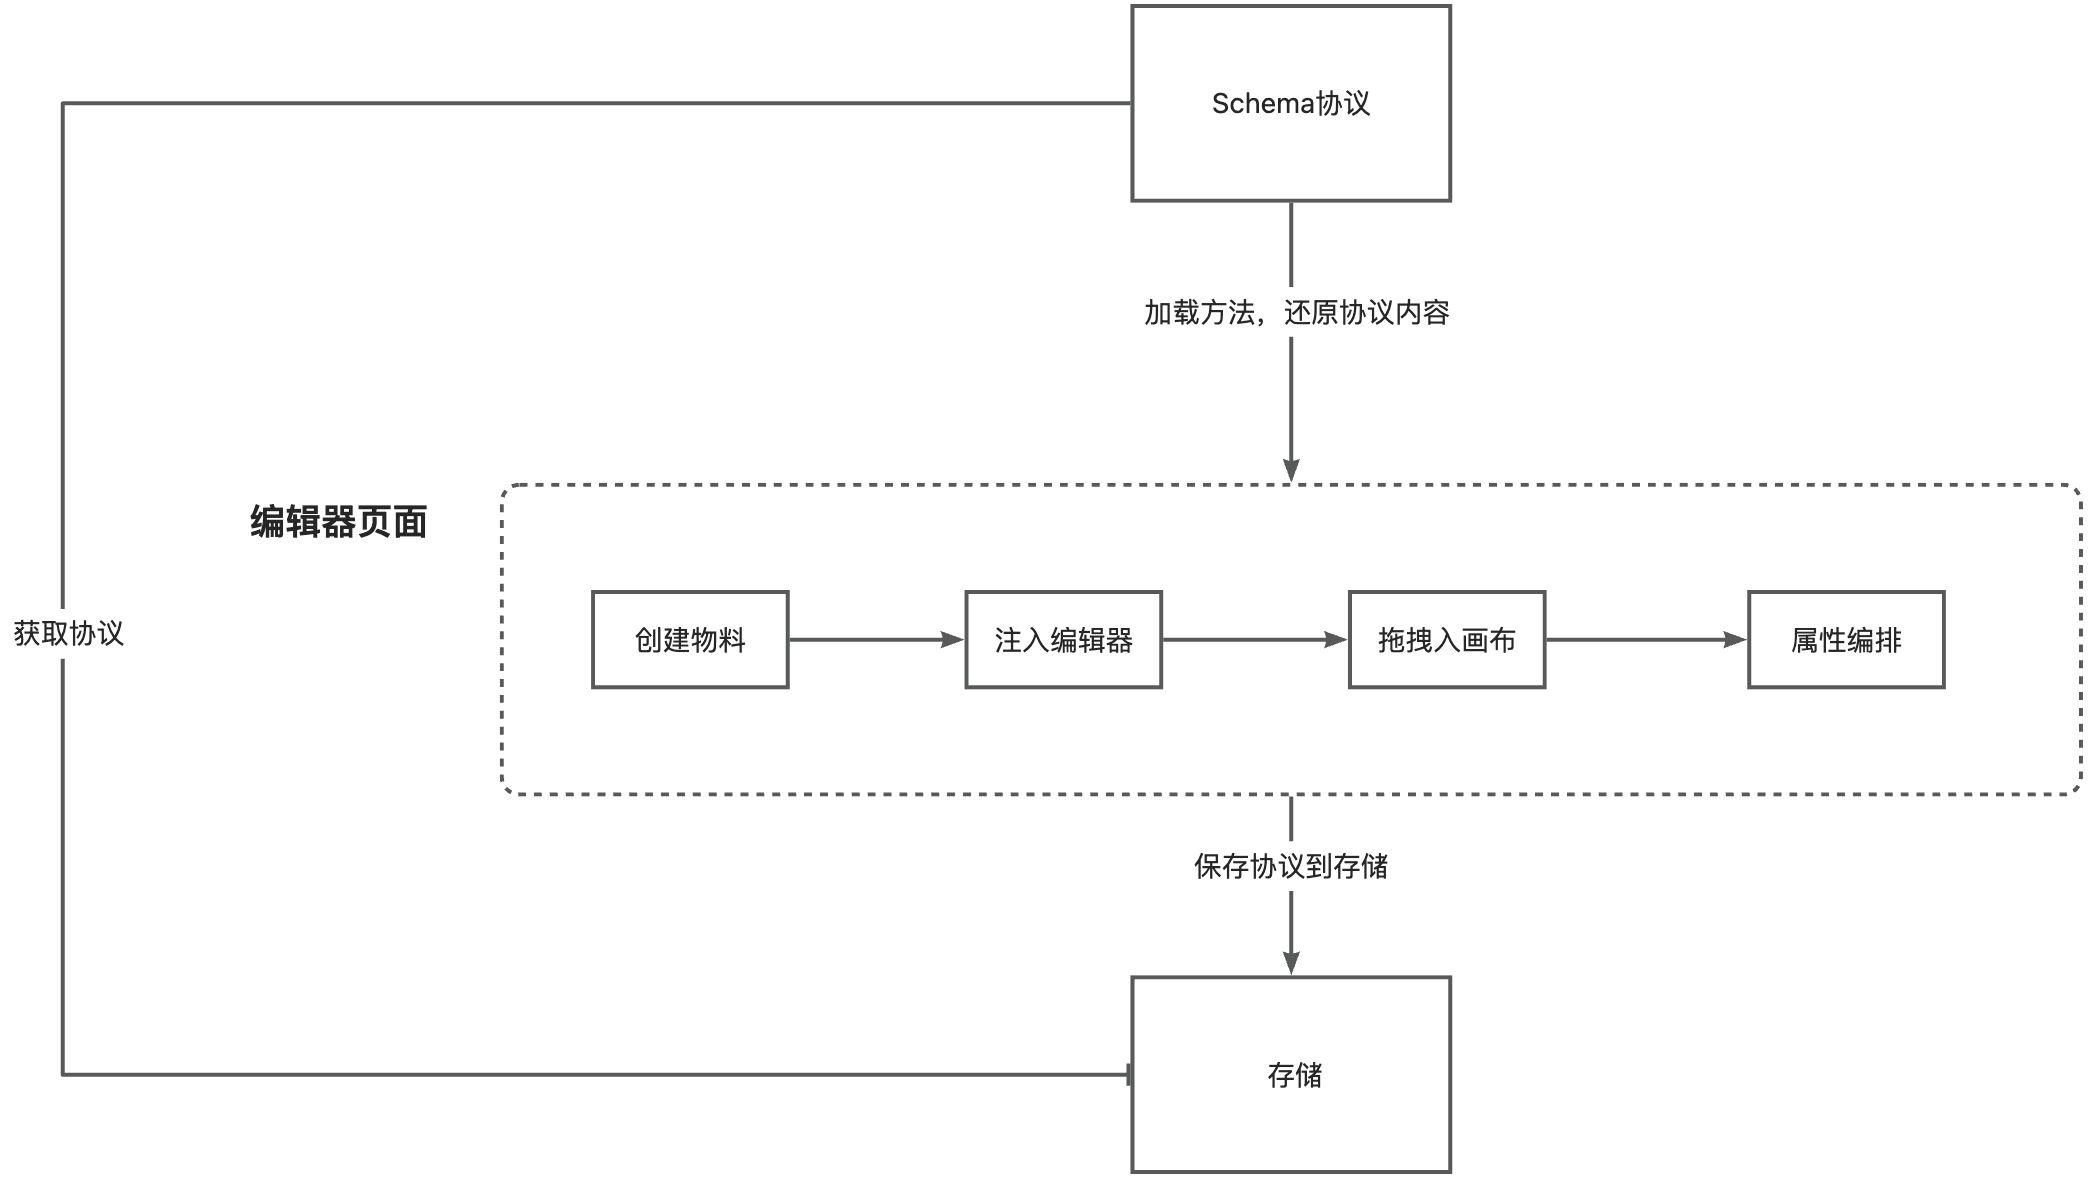 Schema协议
加载方法，还原协议内容
编辑器页面
获取协议
创建物料
注入编辑器
拖拽入画布
属性编排
保存协议到存储
存储